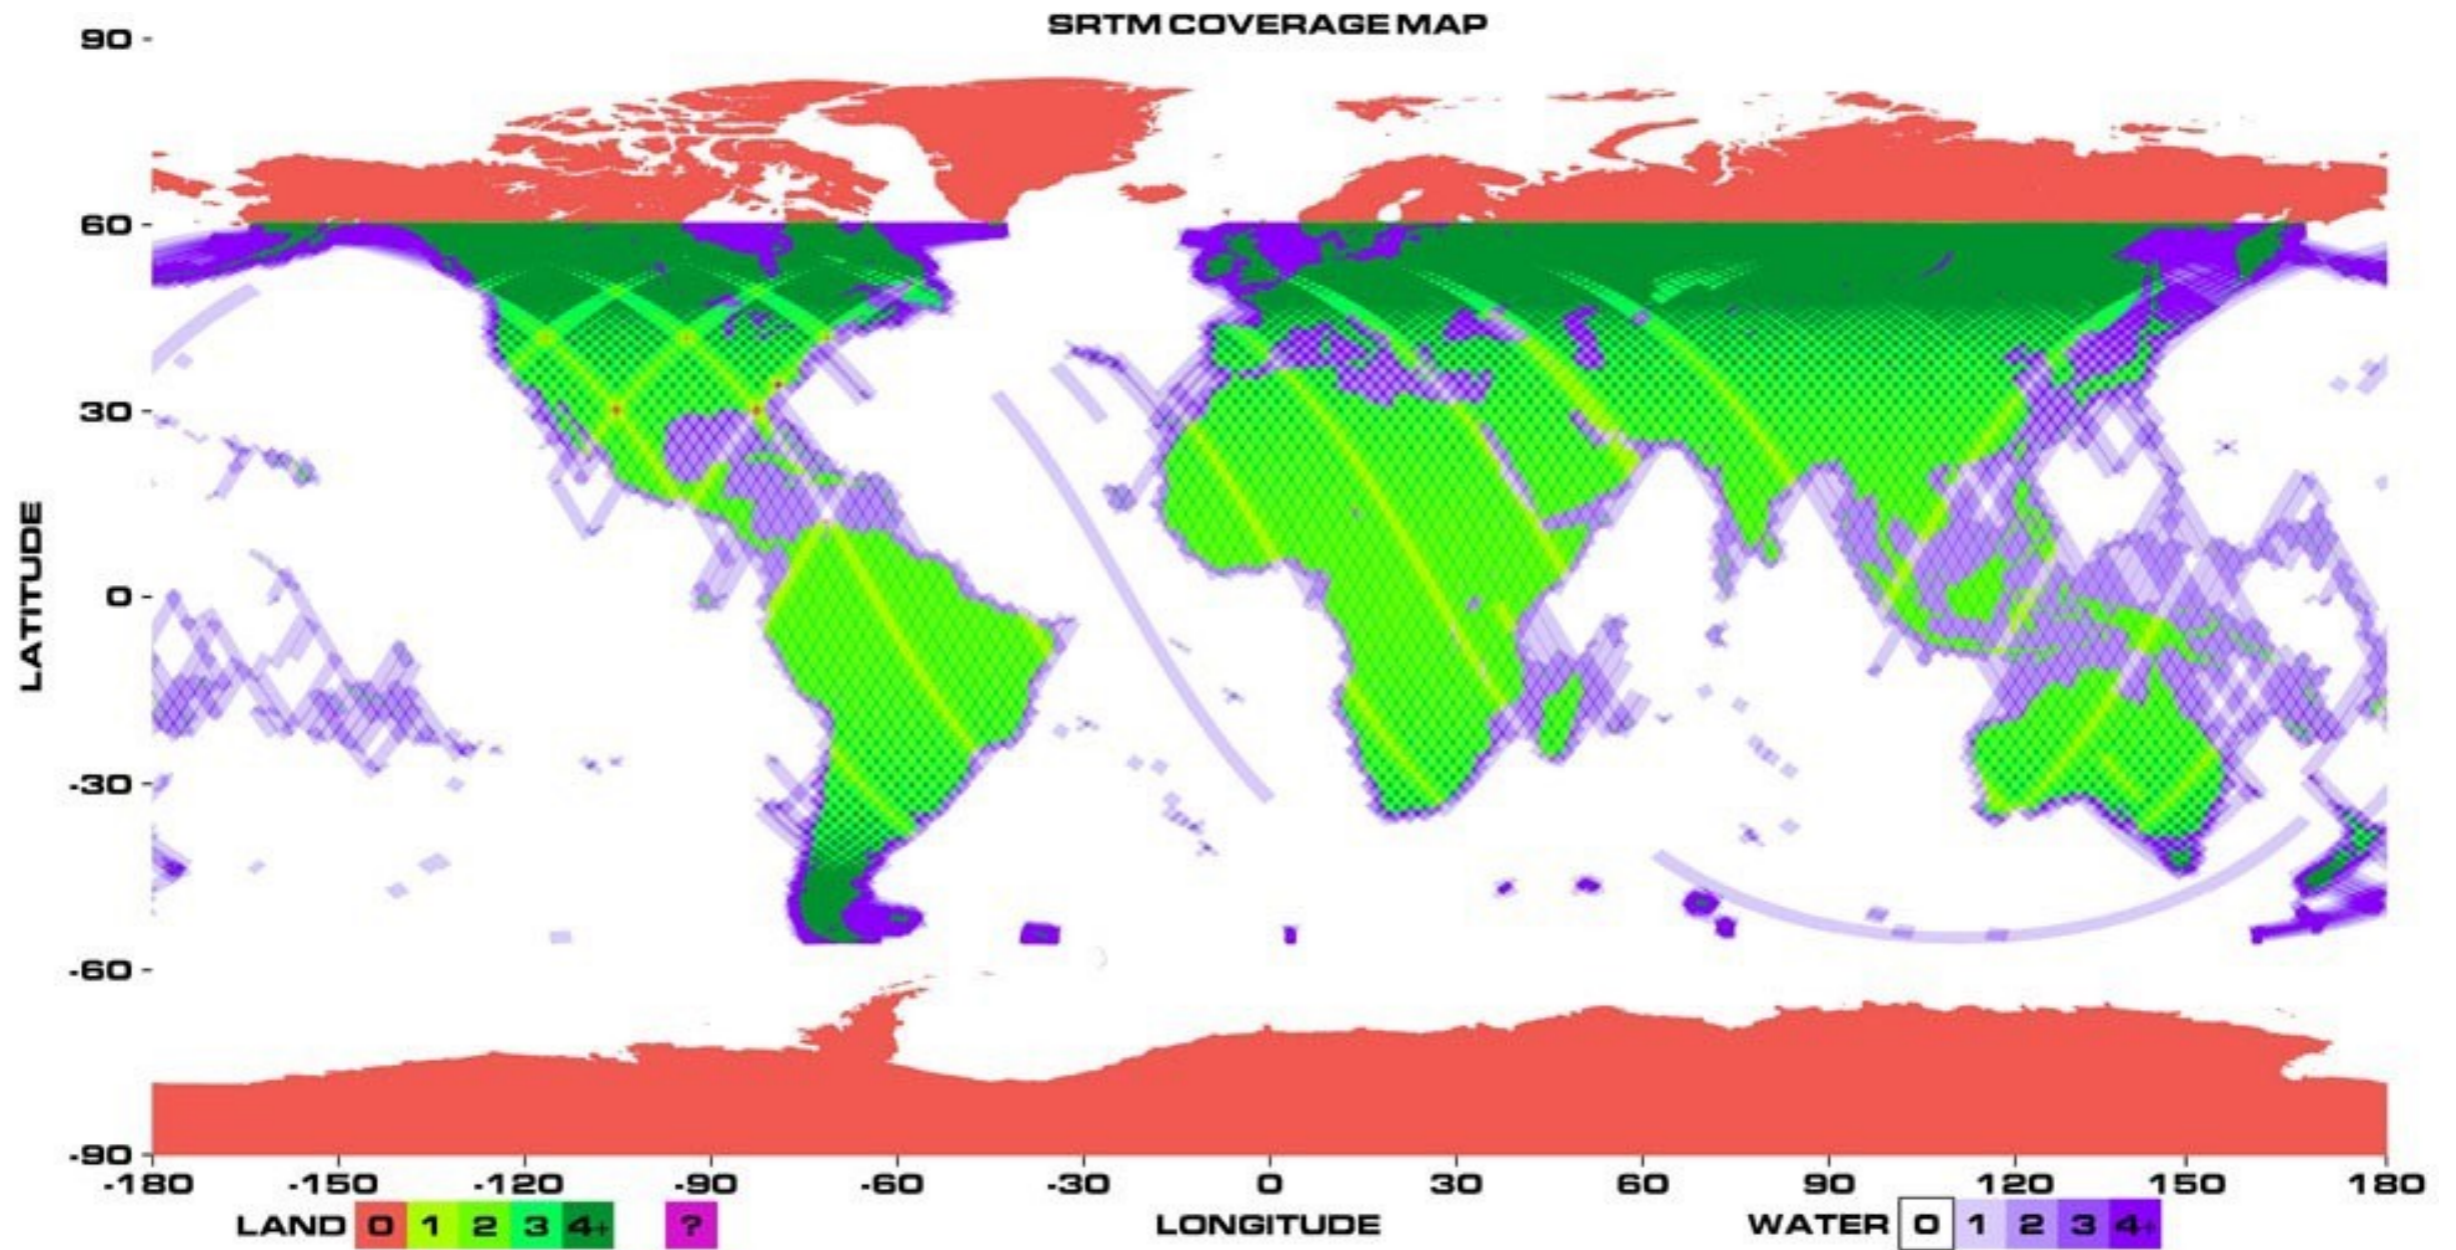 SRTM COVERAGE MAP
90
60
30
0
-30
-60
-90
LATITUDE
-180 -150 -120 -90 -60 -30 0 30 60 90 120 150 180
LAND 0 1 2 3 4+ ? LONGITUDE WATER 0 1 2 3 4+